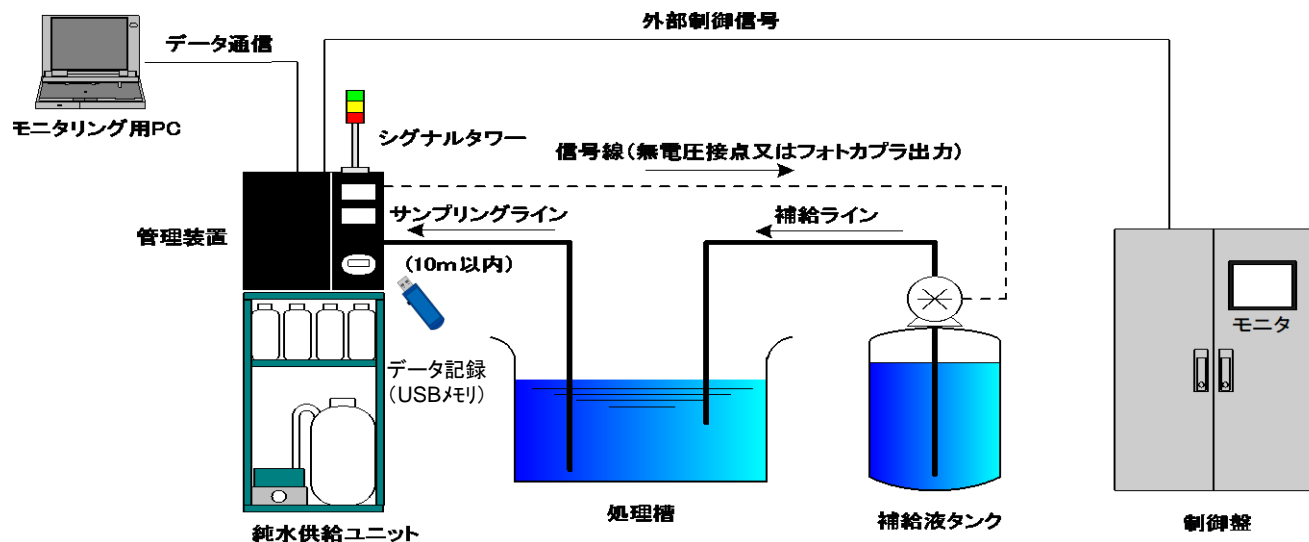 外部制御信号
データ通信
モニタリング用PC
シグナルタワー
信号線(無電圧接点又はフォトカプラ出力)
管理装置
サンプリングライン
補給ライン
(10m以内)
モニタ
データ記録
(USBメモリ)
処理槽
補給液タンク
制御盤
純水供給ユニット